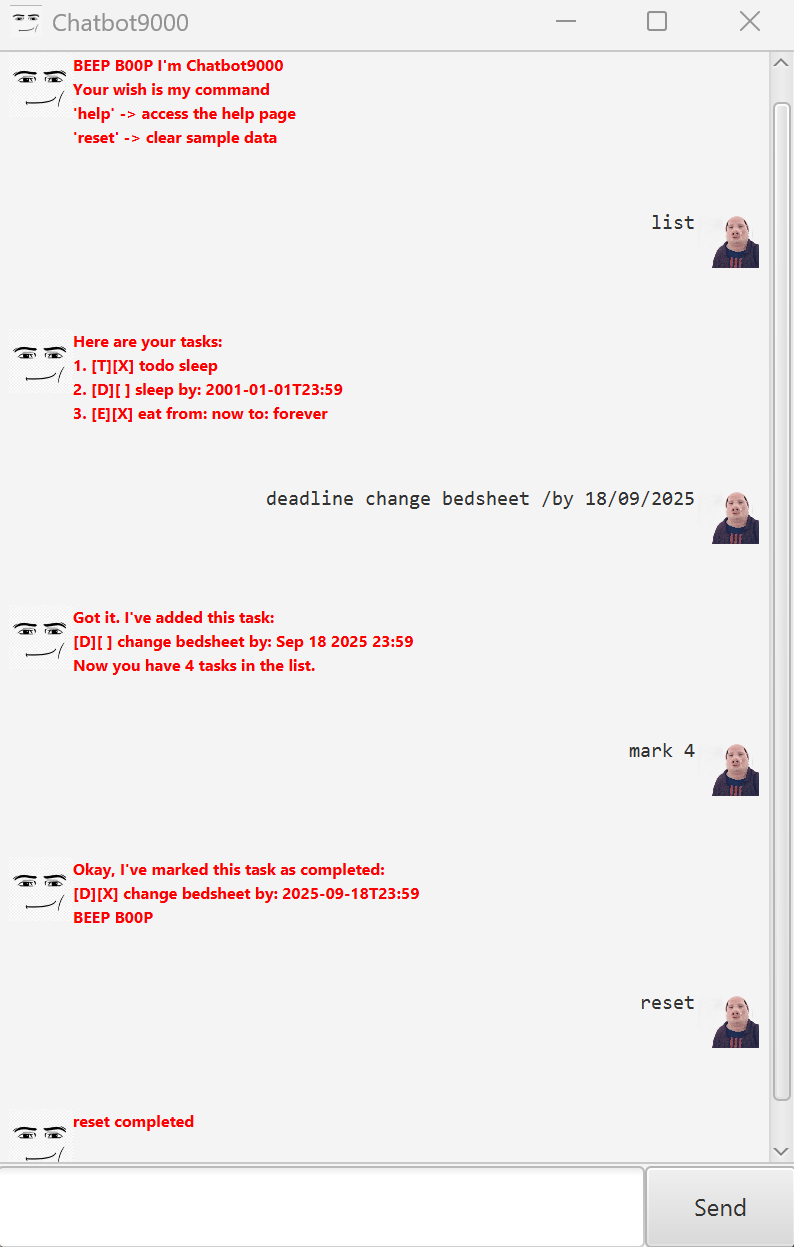 Chatbot9000
BEEP B00P I'm Chatbot9000
Your wish is my command
'help' -> access the help page
'reset' -> clear sample data
list
Here are your tasks:
1. [T][X] todo sleep
2. [D][ ] sleep by: 2001-01-01T23:59
3. [E][X] eat from: now to: forever
deadline change bedsheet /by 18/09/2025
Got it. I've added this task:
[D][ ] change bedsheet by: Sep 18 2025 23:59
Now you have 4 tasks in the list.
mark 4
Okay, I've marked this task as completed:
[D][X] change bedsheet by: 2025-09-18T23:59
BEEP B00P
reset
reset completed
Send